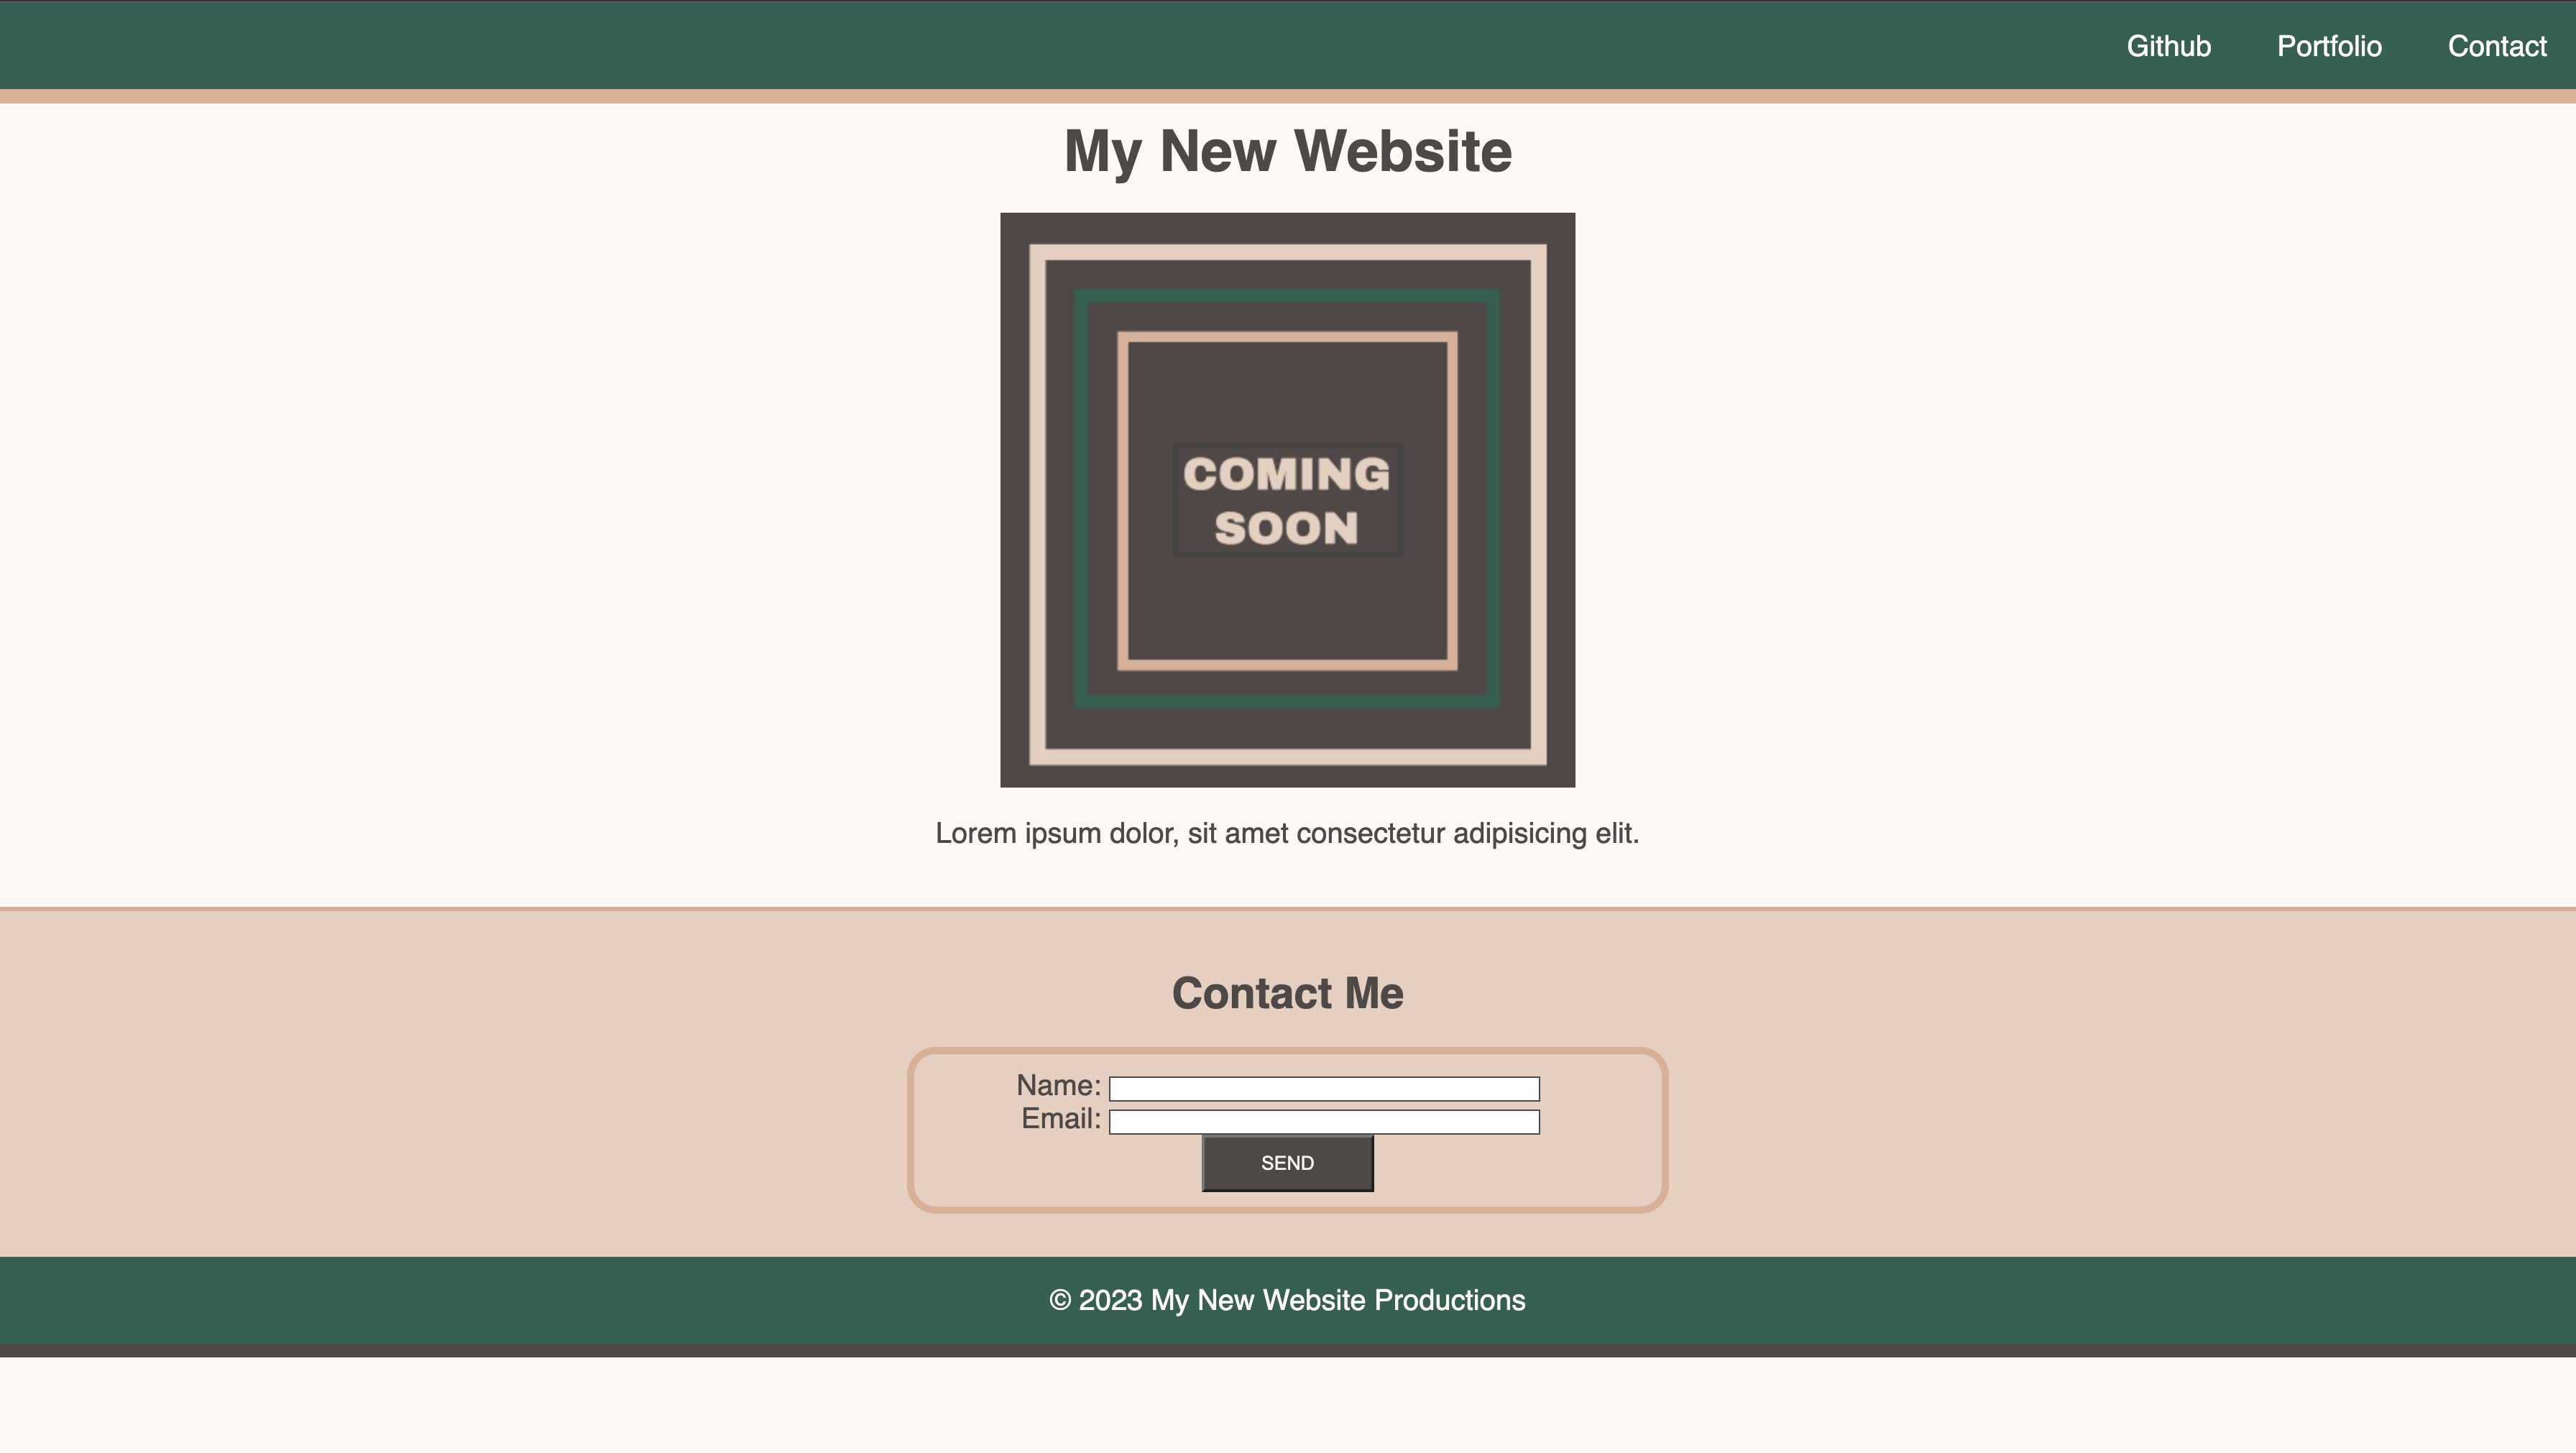 Github Portfolio Contact
My New Website
COMING
SOON
Lorem ipsum dolor, sit amet consectetur adipisicing elit.
Contact Me
Name:
Email:
SEND
© 2023 My New Website Productions